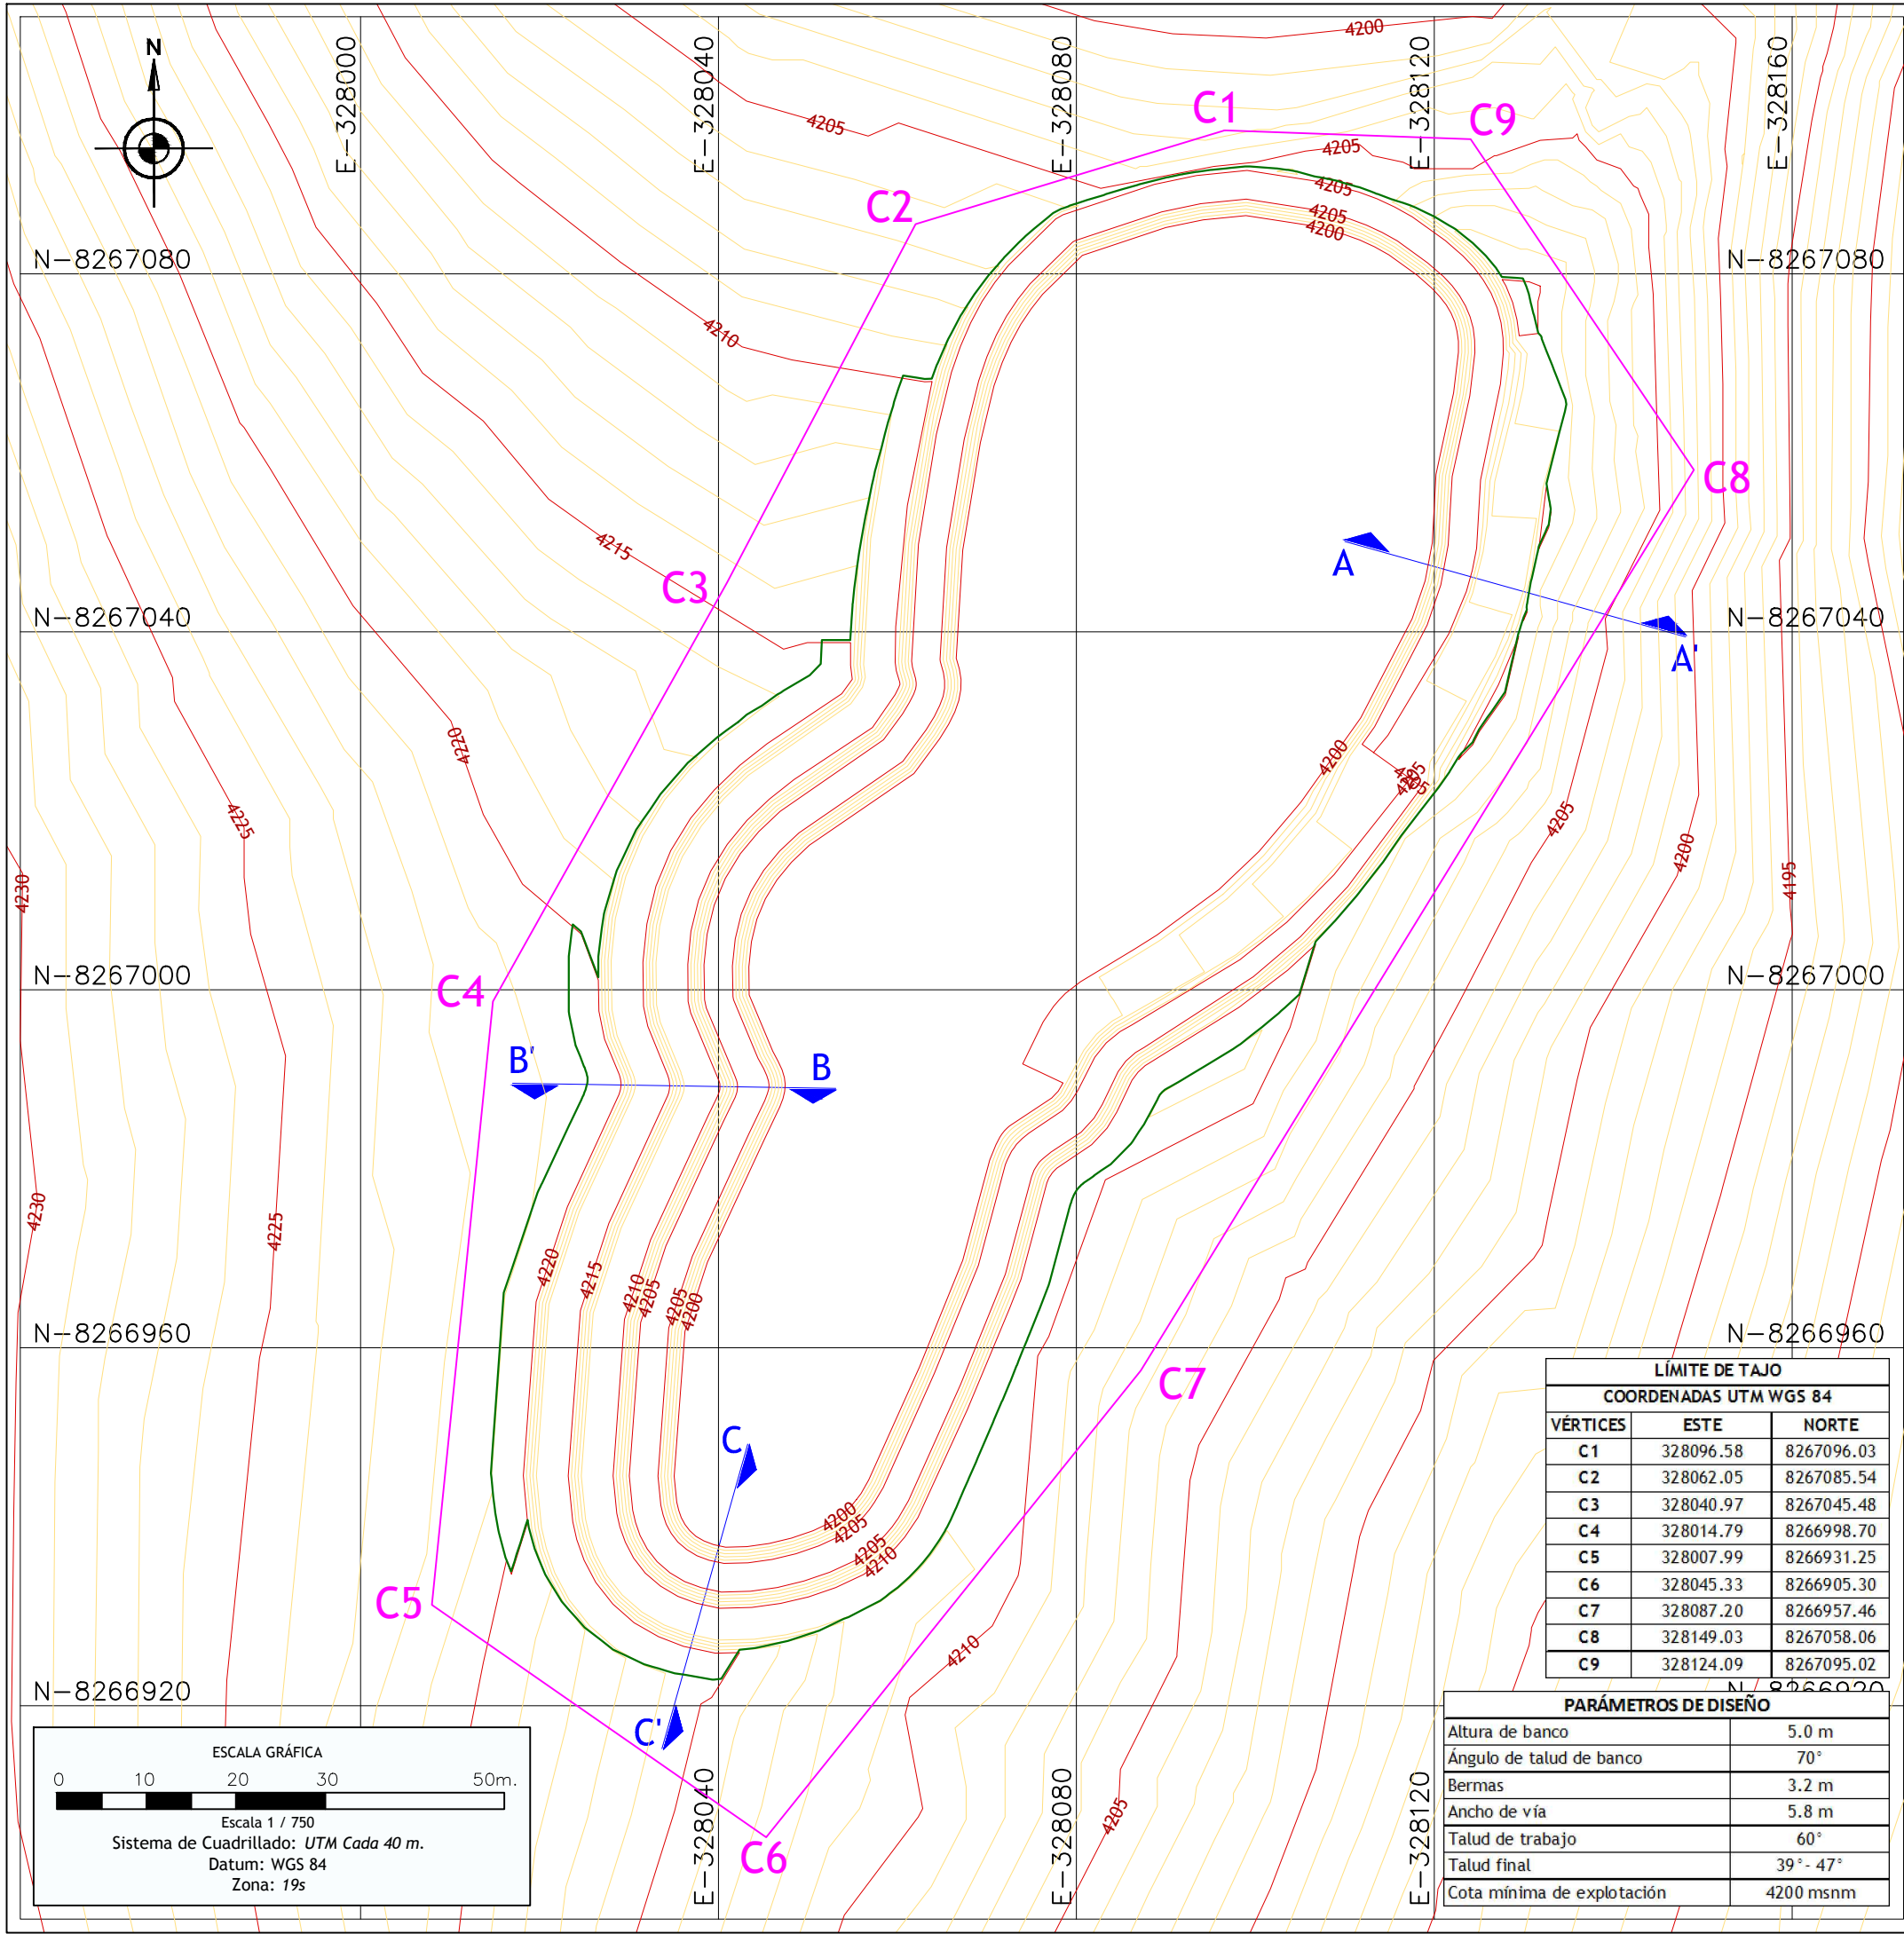 N
E-328000
E-328040
E-328080
E-328120
E-328160
4200
4205
C1
C9
4205
C2
4205
4205
4200
N-8267080
N-8267080
4210
C8
4215
A
C3
N-8267040
N-8267040
A'
4220
4200
4205
4205
4225
4205
4200
4230
4195
N-8267000
N-8267000
C4
B'
B
4230
4225
4220
4215
4210
4205
4205
4200
N-8266960
N-8266960
C7
C
4200
4205
4205
4210
C5
4210
N-8266920
N-8266920
C'
C6
4205
E-328040
E-328080
E-328120
LÍMITE DE TAJO
COORDENADAS UTM WGS 84
VÉRTICES ESTE NORTE
C1 328096.58 8267096.03
C2 328062.05 8267085.54
C3 328040.97 8267045.48
C4 328014.79 8266998.70
C5 328007.99 8266931.25
C6 328045.33 8266905.30
C7 328087.20 8266957.46
C8 328149.03 8267058.06
C9 328124.09 8267095.02
PARÁMETROS DE DISEÑO
Altura de banco 5.0 m
Ángulo de talud de banco 70°
Bermas 3.2 m
Ancho de vía 5.8 m
Talud de trabajo 60°
Talud final 39°- 47°
Cota mínima de explotación 4200 msnm
ESCALA GRÁFICA
0 10 20 30 50m.
Escala 1 / 750
Sistema de Cuadrillado: UTM Cada 40 m.
Datum: WGS 84
Zona: 19s